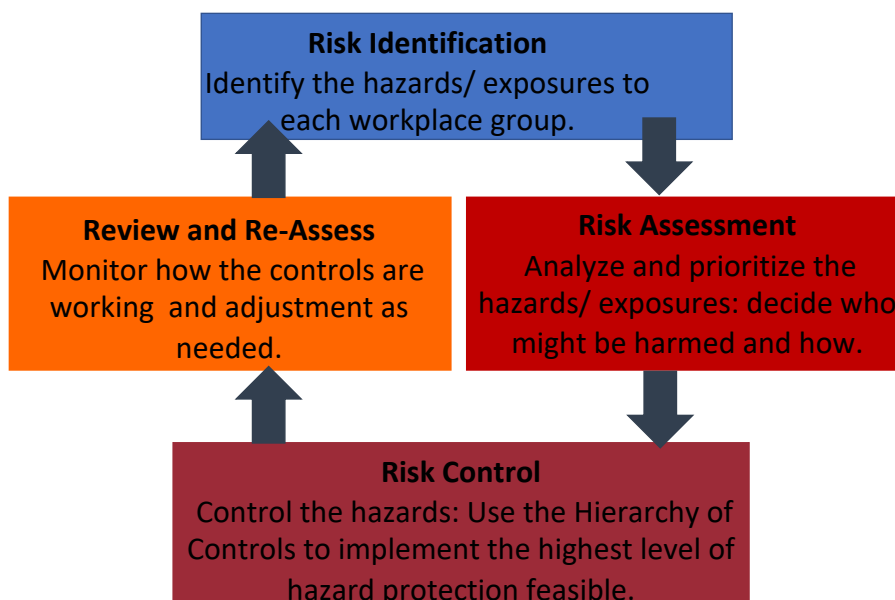 Risk Identification
Identify the hazards/ exposures to
each workplace group.
Review and Re-Assess
Monitor how the controls are
working  and adjustment as
needed.
Risk Assessment
Analyze and prioritize the
hazards/ exposures: decide who
might be harmed and how.
Risk Control
Control the hazards: Use the Hierarchy of
Controls to implement the highest level of
hazard protection feasible.